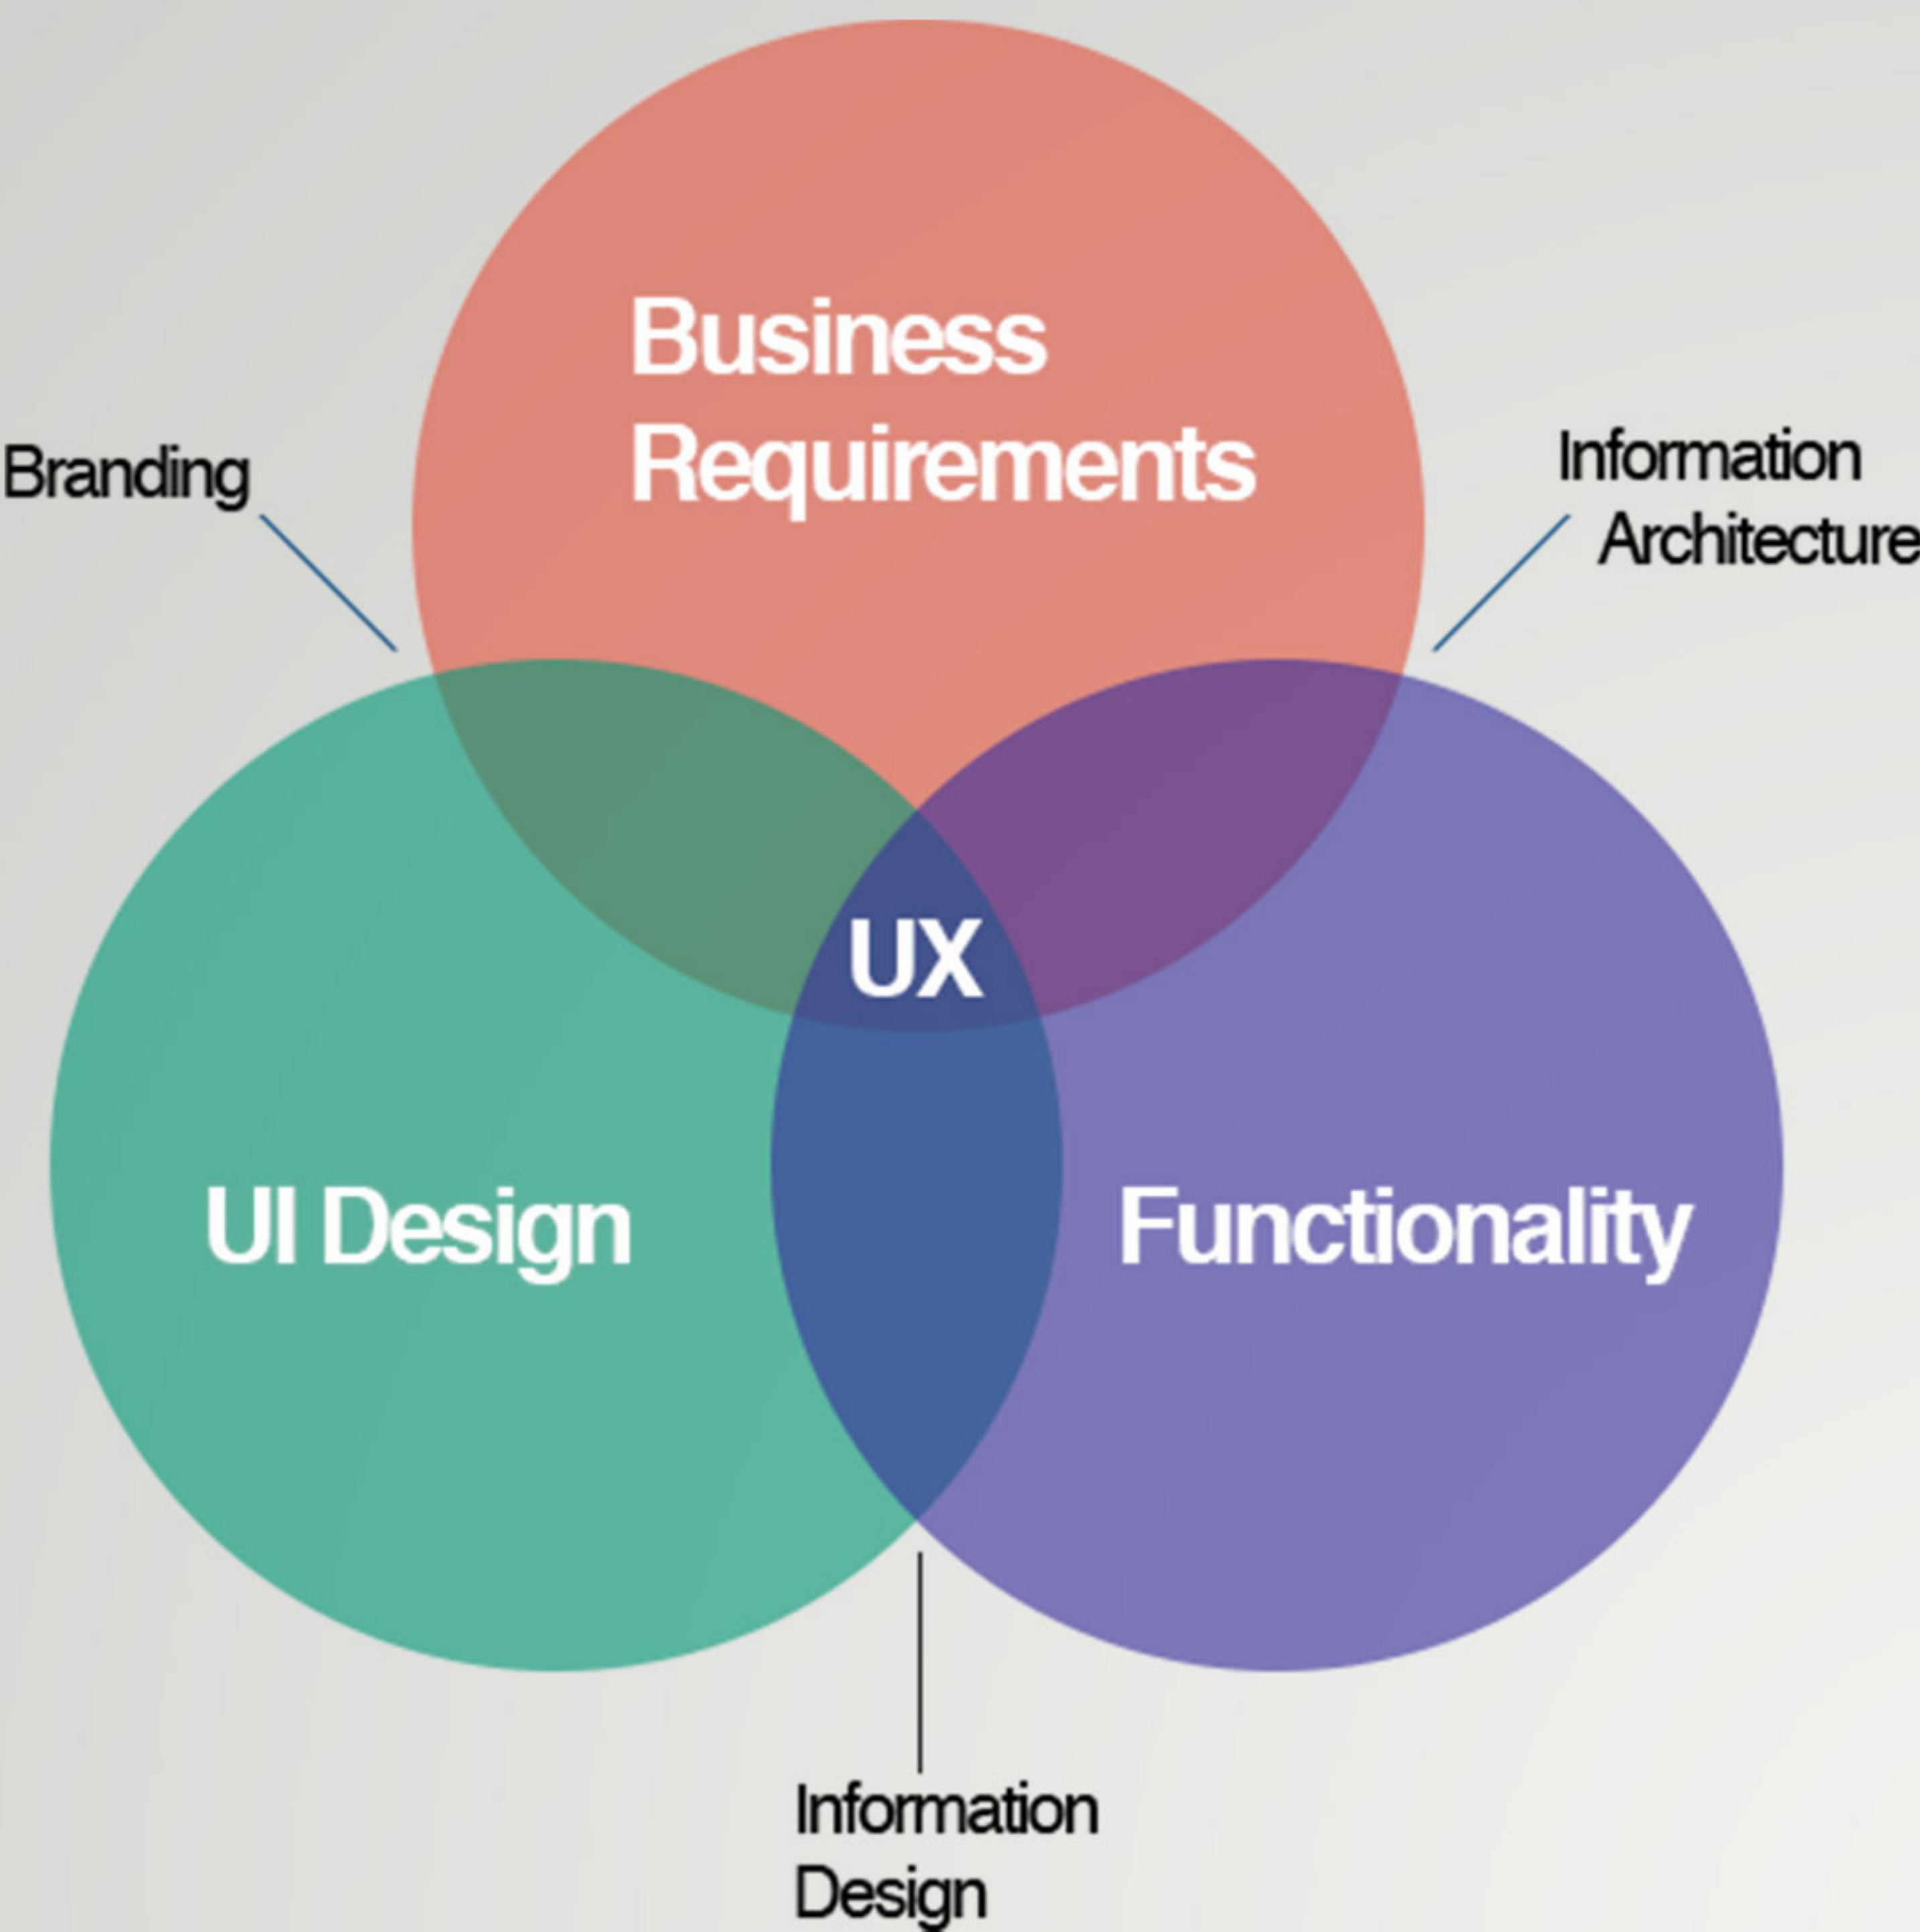 Business
Requirements
Branding
Information
Architecture
UX
UI Design
Functionality
Information
Design